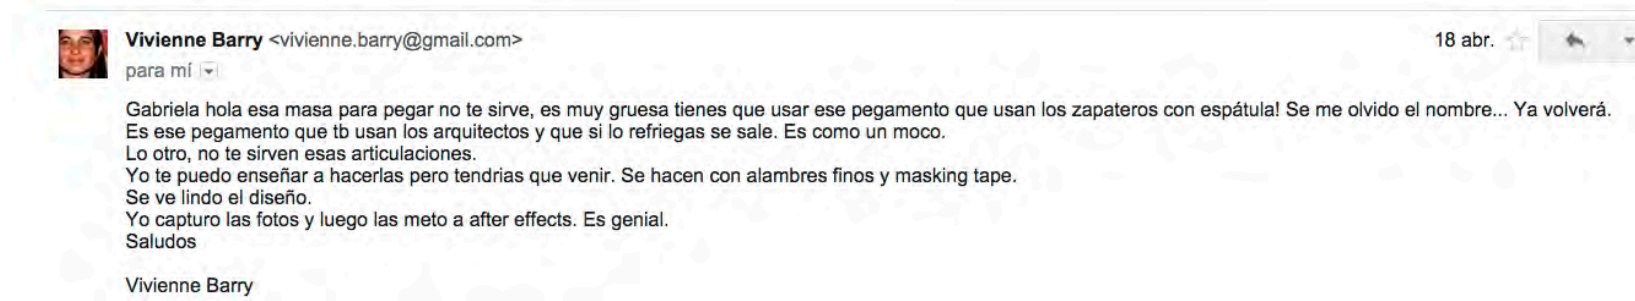 Vivienne Barry <vivienne.barry@gmail.com> 18 abr.
para mí
Gabriela hola esa masa para pegar no te sirve, es muy gruesa tienes que usar ese pegamento que usan los zapateros con espátula! Se me olvido el nombre... Ya volverá.
Es ese pegamento que tb usan los arquitectos y que si lo refriegas se sale. Es como un moco.
Lo otro, no te sirven esas articulaciones.
Yo te puedo enseñar a hacerlas pero tendrias que venir. Se hacen con alambres finos y masking tape.
Se ve lindo el diseño.
Yo capturo las fotos y luego las meto a after effects. Es genial.
Saludos
Vivienne Barry